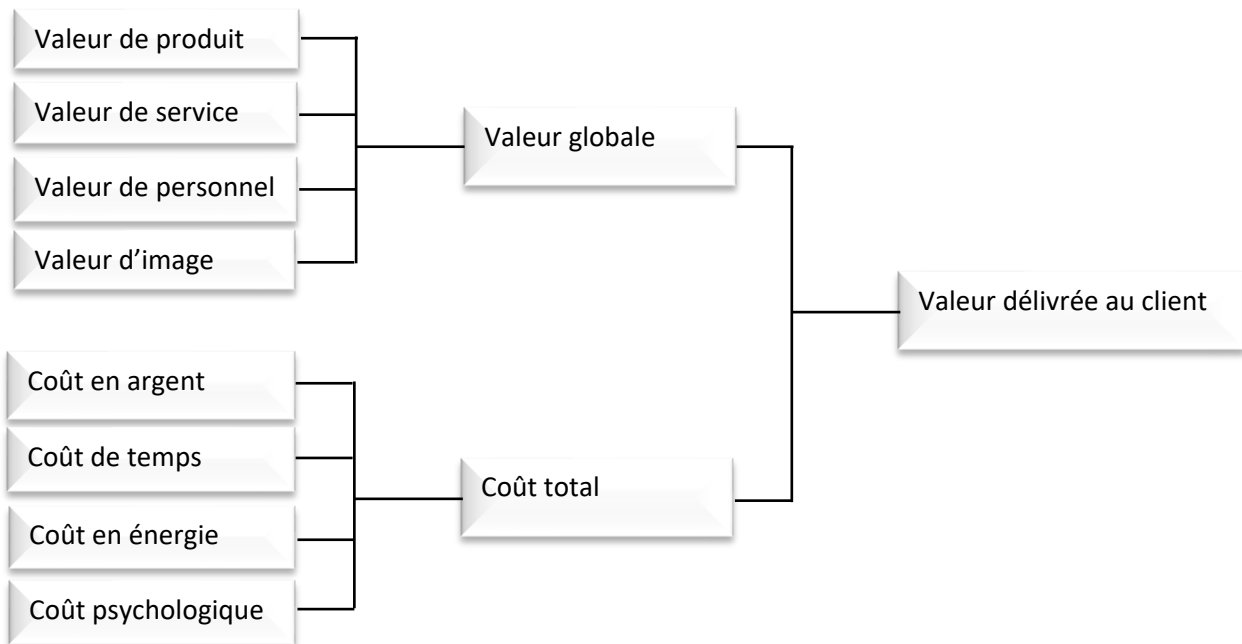 Valeur de produit
Valeur de service
Valeur de personnel
Valeur d’image
Valeur globale
Valeur délivrée au client
Coût en argent
Coût de temps
Coût en énergie
Coût psychologique
Coût total